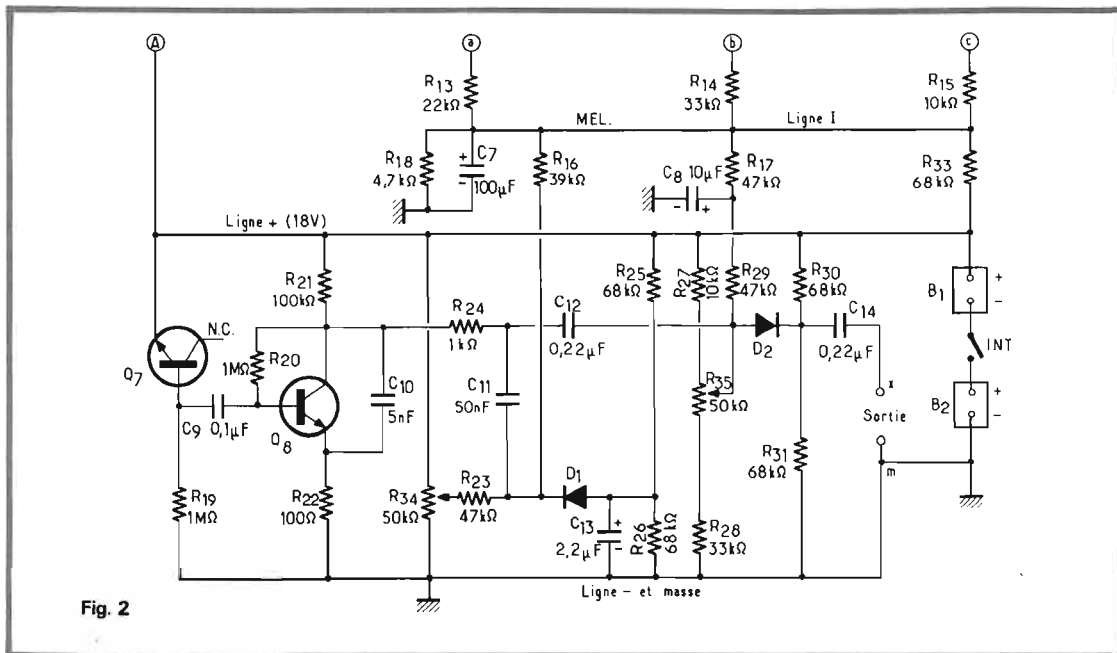 A
a
b
c
R13
22kΩ
R14
33kΩ
R15
10kΩ
MEL.
Ligne I
R18
4,7kΩ
+
C7
-
100µF
R16
39kΩ
C8 10µF
- +
R17
47kΩ
R33
68kΩ
Ligne + (18V)
R21
100kΩ
R25
68kΩ
R27
10kΩ
R29
47kΩ
R30
68kΩ
B1
+
-
N.C.
Q7
R20
1MΩ
R24
1kΩ
C12
0,22µF
D2
C14
0,22µF
INT
C9
0,1µF
Q8
C10
5nF
C11
50nF
R35
50kΩ
x
Sortie
m
B2
+
-
R19
1MΩ
R22
100Ω
R34
50kΩ
R23
47kΩ
D1
C13
+
2,2µF
-
R26
68kΩ
R28
33kΩ
R31
68kΩ
Ligne - et masse
Fig. 2